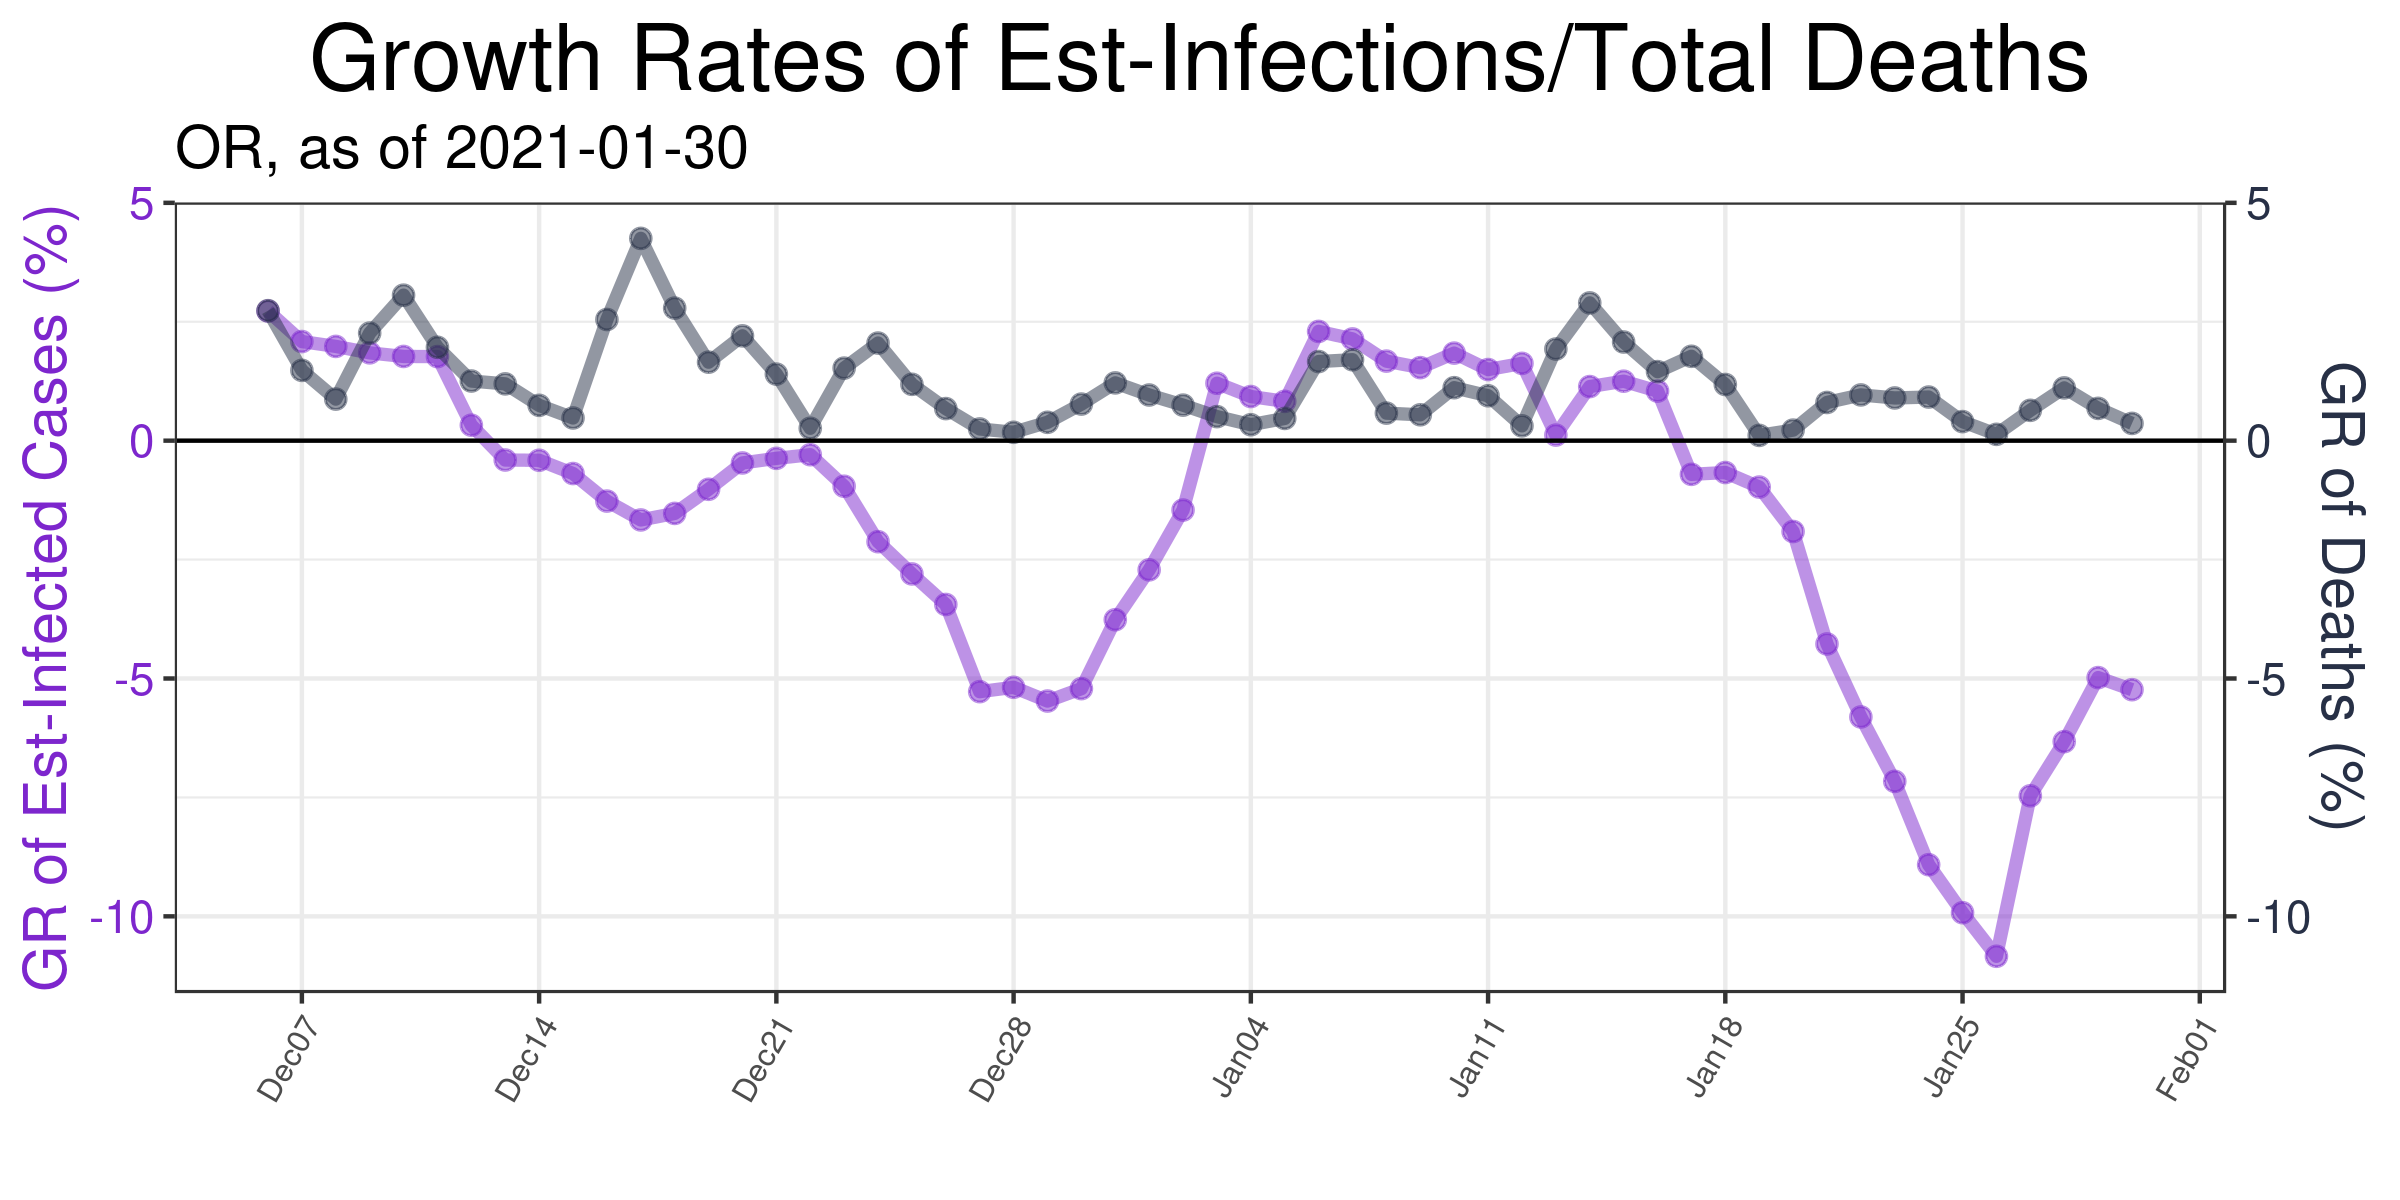 Growth Rates of Est-Infections/Total Deaths
OR, as of 2021-01-30
GR of Est-Infected Cases (%)
5
0
-5
-10
5
0
-5
-10
GR of Deaths (%)
Dec07
Dec14
Dec21
Dec28
Jan04
Jan11
Jan18
Jan25
Feb01